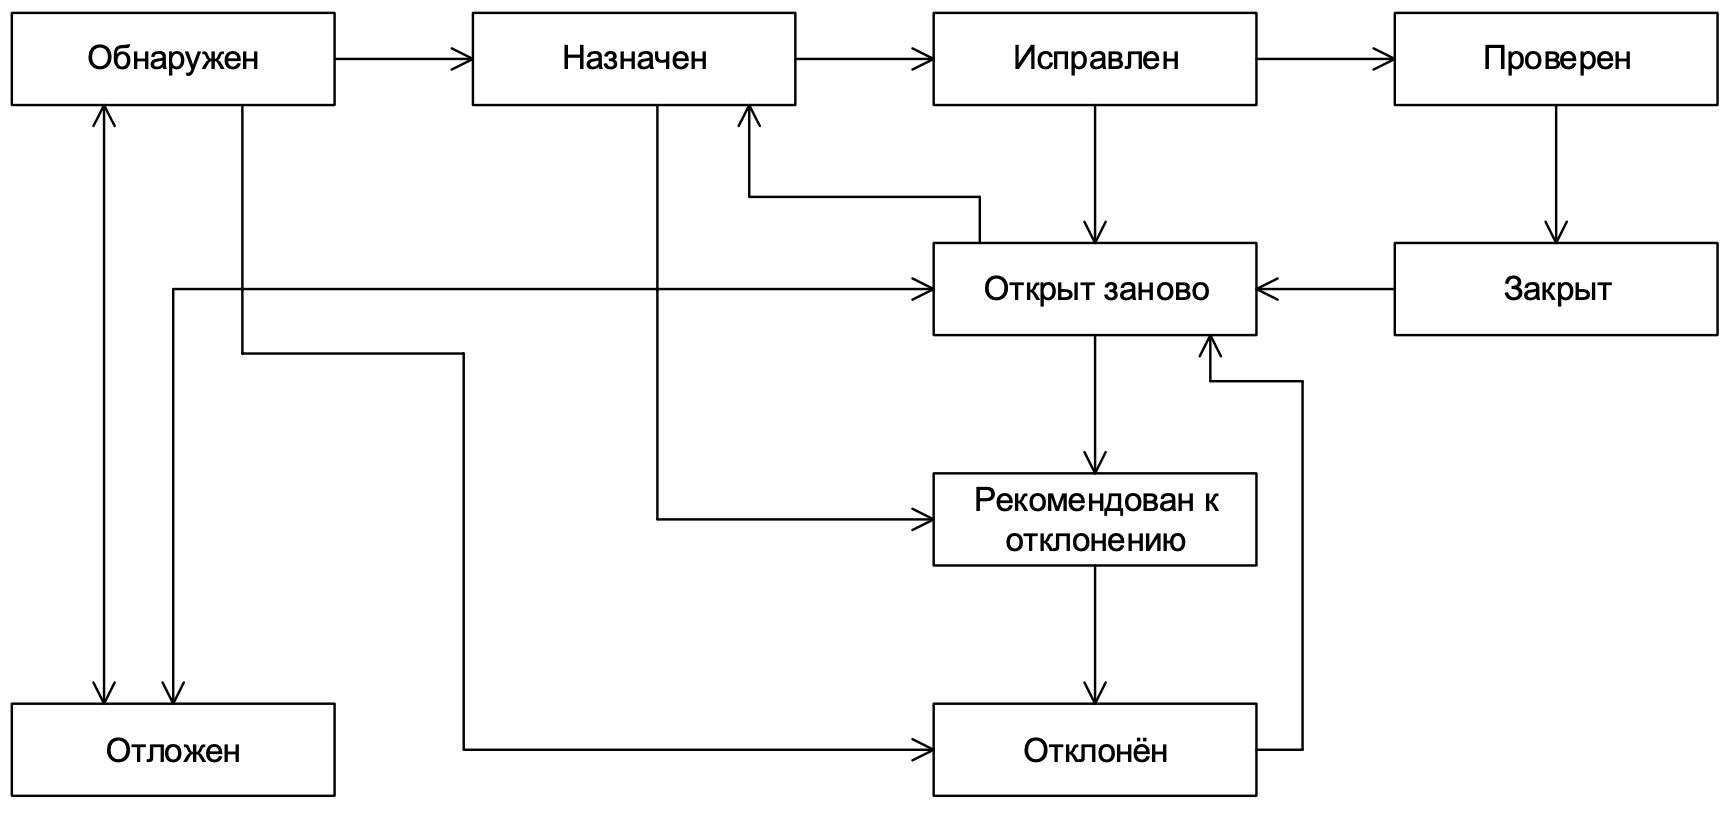 Обнаружен
Назначен
Исправлен
Проверен
Открыт заново
Закрыт
Рекомендован к
отклонению
Отложен
Отклонён